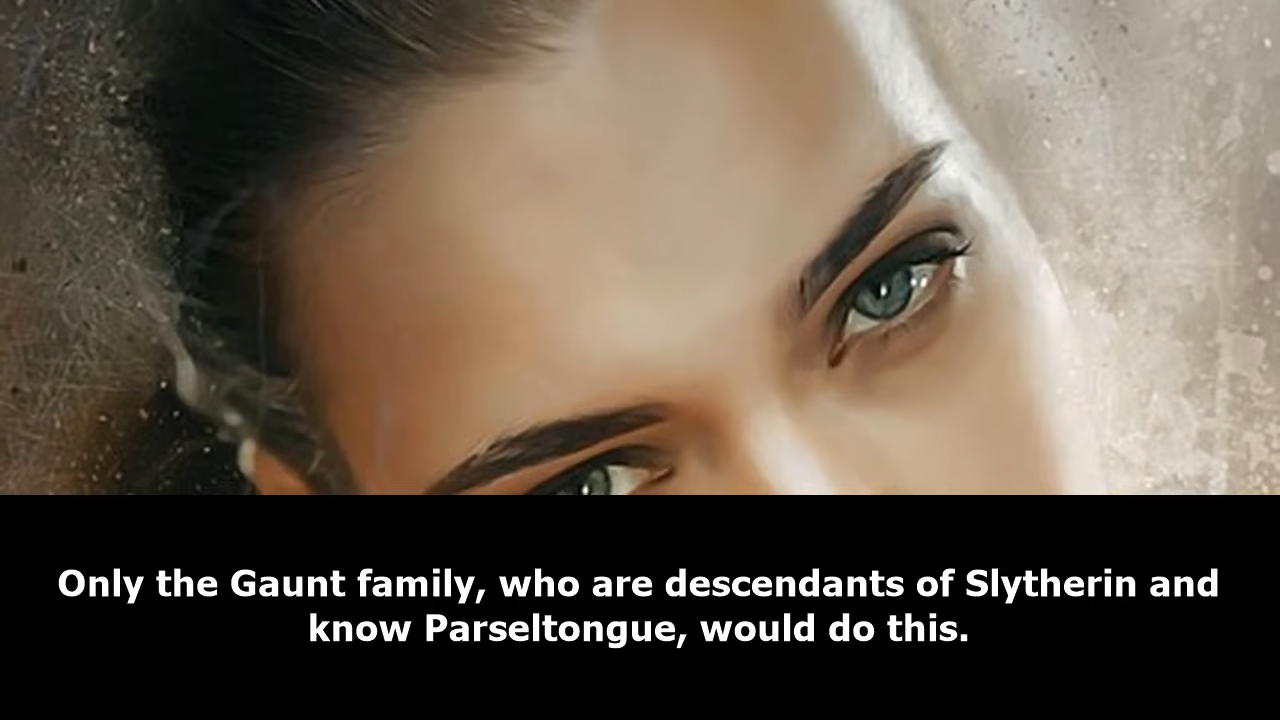 Only the Gaunt family, who are descendants of Slytherin and
know Parseltongue, would do this.